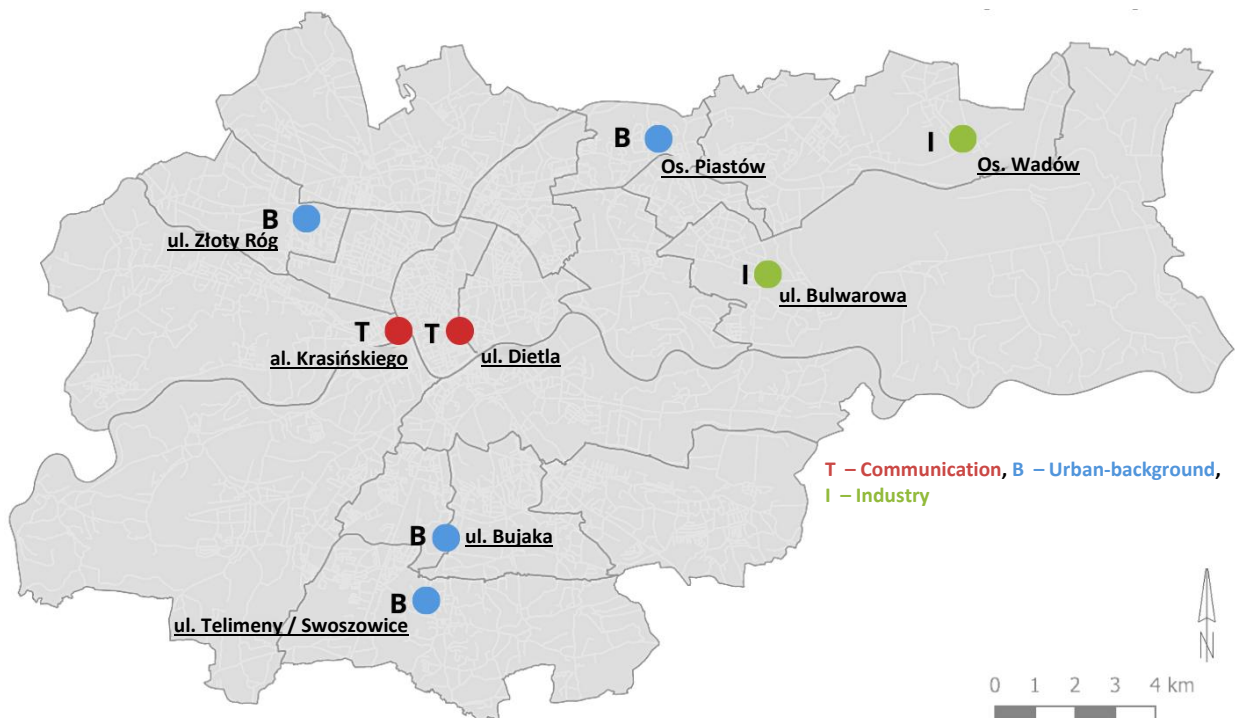 B
Os. Piastów
I
Os. Wadów
B
ul. Złoty Róg
I
ul. Bulwarowa
T
al. Krasińskiego
T
ul. Dietla
T – Communication, B – Urban-background,
I – Industry
B
ul. Bujaka
B
ul. Telimeny / Swoszowice
N
0 1 2 3 4 km